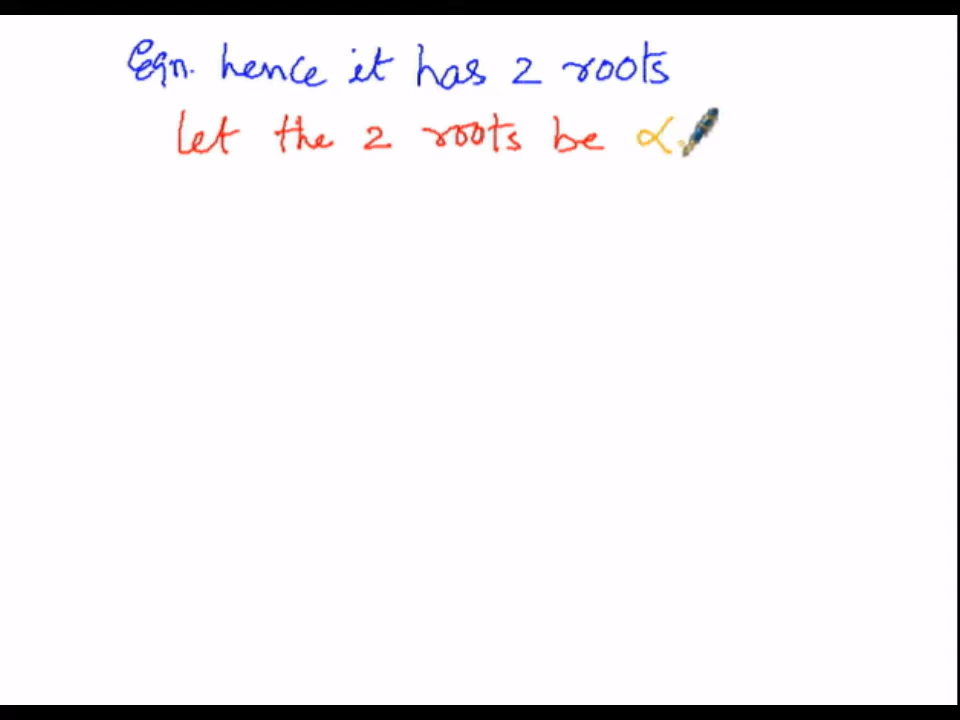 Eqn. hence it has 2 roots
let the 2 roots be α